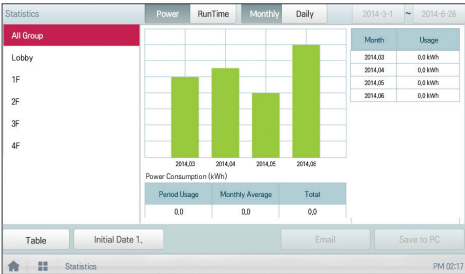 Statistics
Power RunTime Monthly Daily 2014-3-1 ~ 2014-6-26
All Group
Lobby
1F
2F
3F
4F
2014,03 2014,04 2014,05 2014,06
Power Consumption (kWh)
Period Usage Monthly Average Total
0,0 0,0 0,0
Month Usage
2014,03 0,0 kWh
2014,04 0,0 kWh
2014,05 0,0 kWh
2014,06 0,0 kWh
Table Initial Date 1, Email Save to PC
Statistics PM 02:17